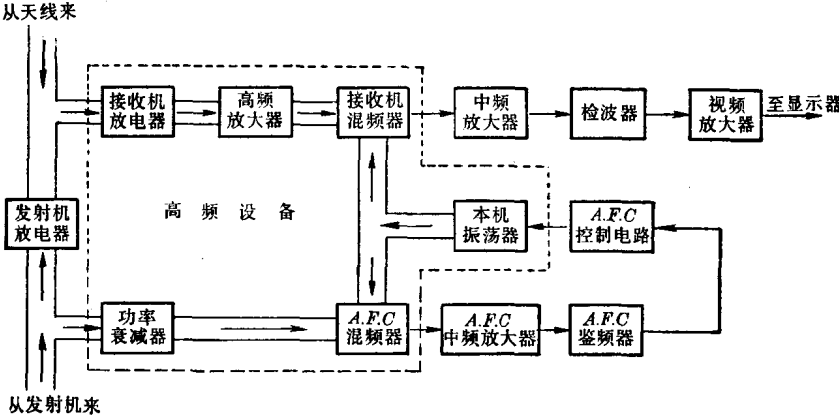 从天线来
接收机
放电器
高频
放大器
接收机
混频器
中频
放大器
检波器
视频
放大器
至显示器
发射机
放电器
高频设备
本机
振荡器
A.F.C
控制电路
功率
衰减器
A.F.C
混频器
A.F.C
中频放大器
A.F.C
鉴频器
从发射机来